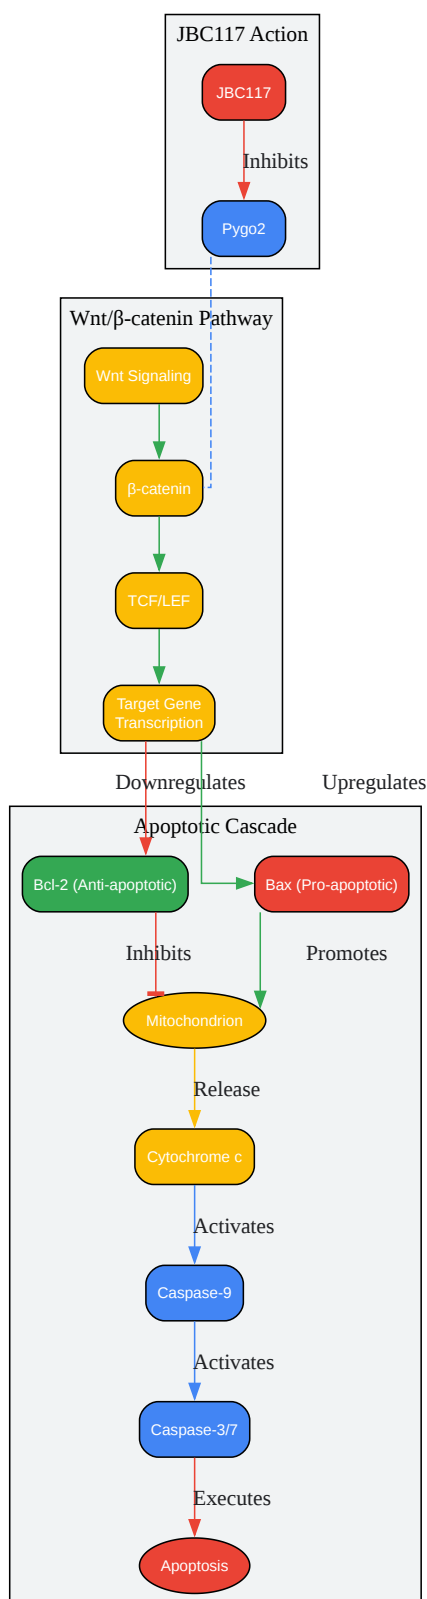 JBC117 Action
JBC117
Inhibits
Pygo2
Wnt/β-catenin Pathway
Wnt Signaling
β-catenin
TCF/LEF
Target Gene
Transcription
Downregulates
Upregulates
Apoptotic Cascade
Bcl-2 (Anti-apoptotic)
Bax (Pro-apoptotic)
Inhibits
Promotes
Mitochondrion
Release
Cytochrome c
Activates
Caspase-9
Activates
Caspase-3/7
Executes
Apoptosis